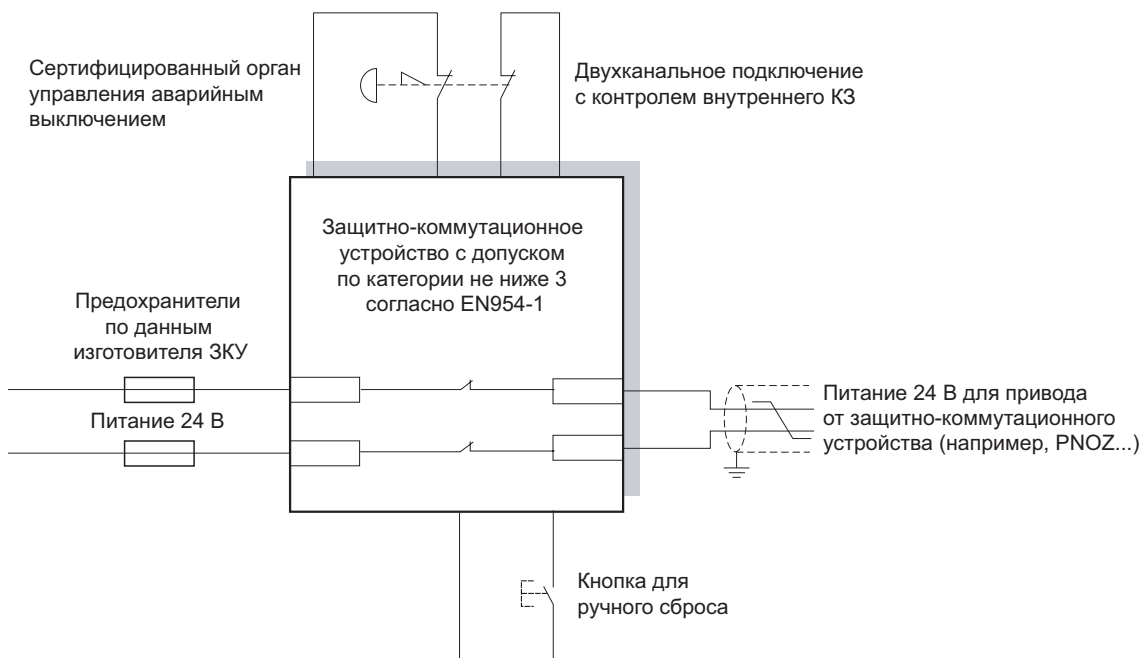 Сертифицированный орган
управления аварийным
выключением
Двухканальное подключение
с контролем внутреннего КЗ
Защитно-коммутационное
устройство с допуском
по категории не ниже 3
согласно EN954-1
Предохранители
по данным
изготовителя ЗКУ
Питание 24 В
Питание 24 В для привода
от защитно-коммутационного
устройства (например, PNOZ...)
Кнопка для
ручного сброса